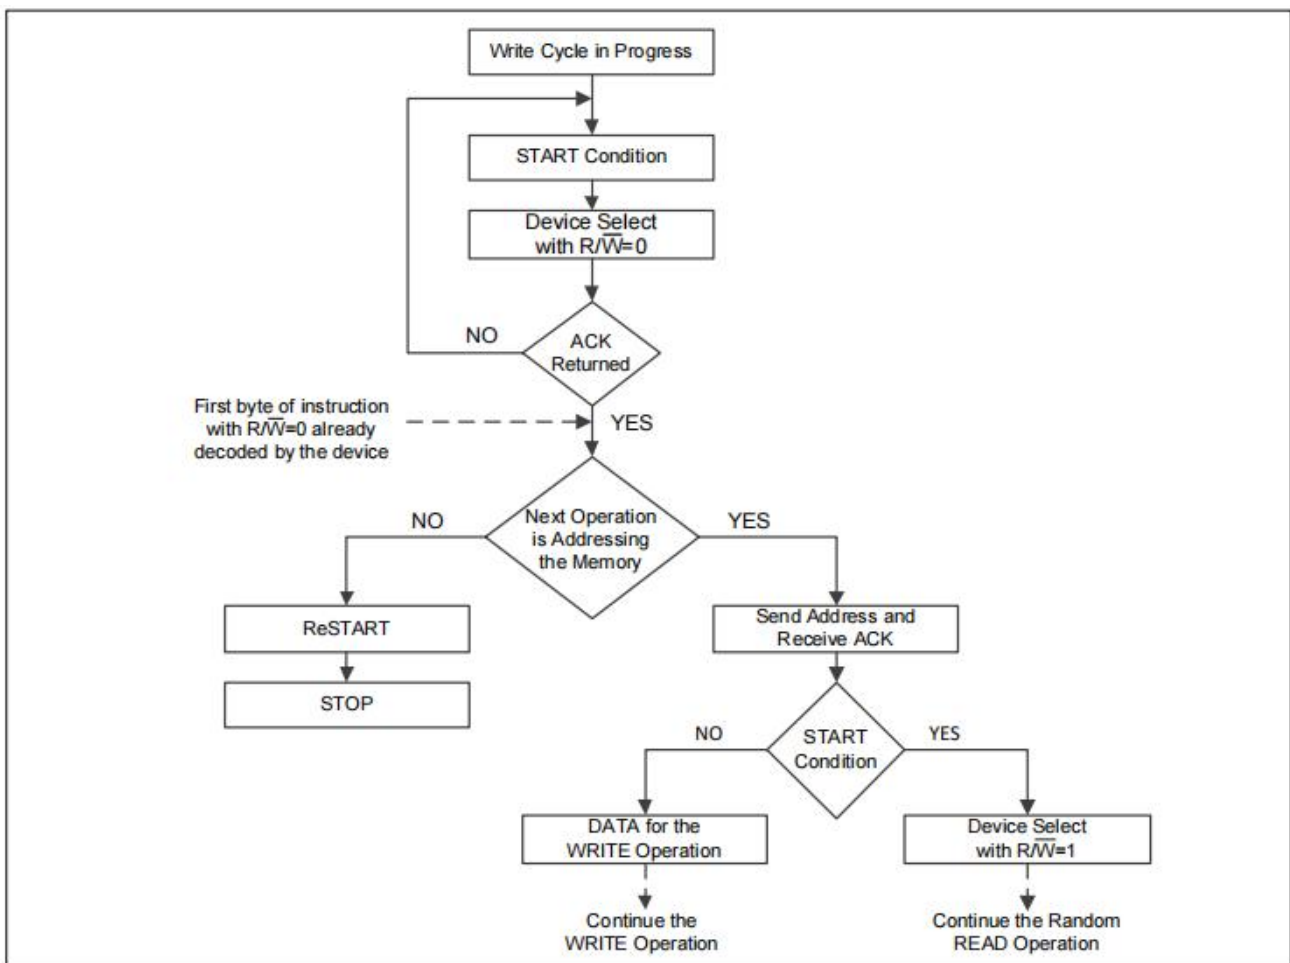 Write Cycle in Progress
START Condition
Device Select
with R/W̅=0
NO
ACK
Returned
First byte of instruction
with R/W̅=0 already
decoded by the device
YES
NO
Next Operation
is Addressing
the Memory
YES
ReSTART
Send Address and
Receive ACK
STOP
NO
START
Condition
YES
DATA for the
WRITE Operation
Device Select
with R/W̅=1
Continue the
WRITE Operation
Continue the Random
READ Operation